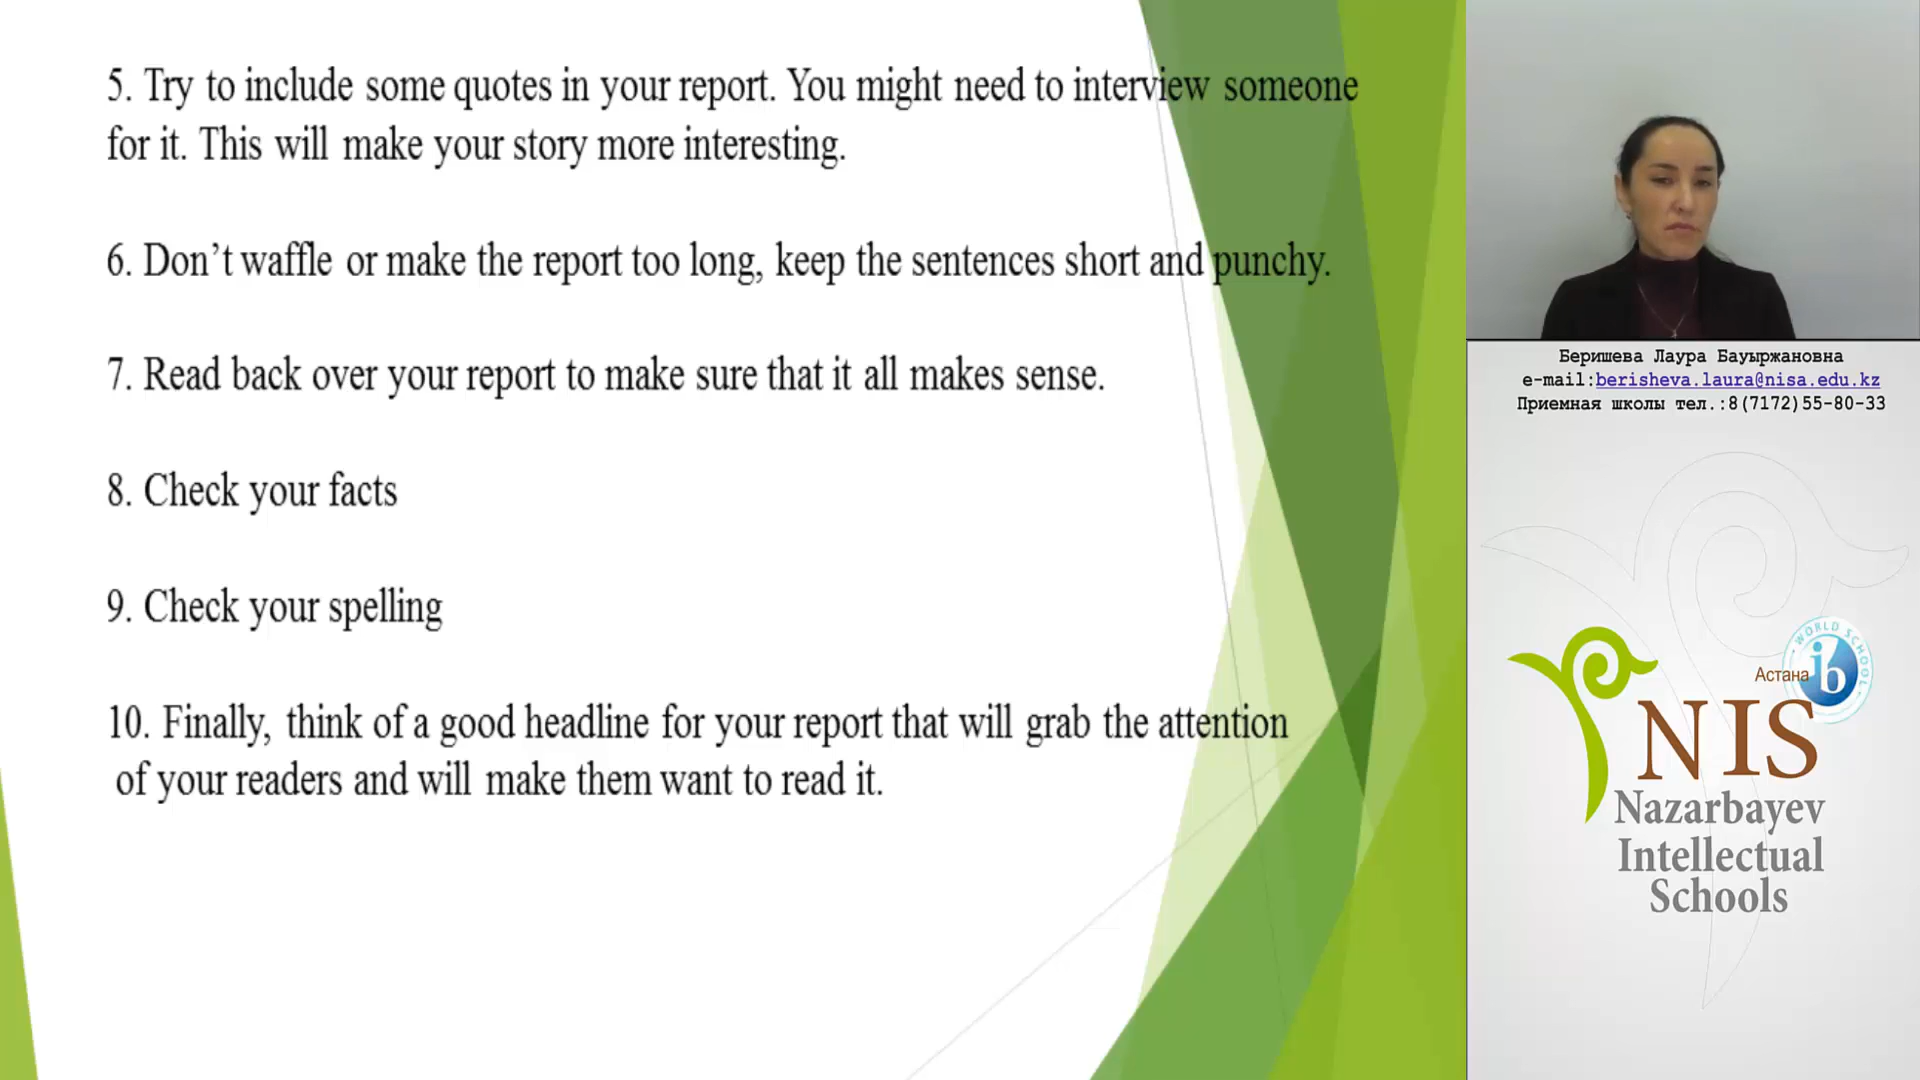 5. Try to include some quotes in your report. You might need to interview someone
for it. This will make your story more interesting.
6. Don’t waffle or make the report too long, keep the sentences short and punchy.
7. Read back over your report to make sure that it all makes sense.
8. Check your facts
9. Check your spelling
10. Finally, think of a good headline for your report that will grab the attention
of your readers and will make them want to read it.
Беришева Лаура Бауыржановна
e-mail:berisheva.laura@nisa.edu.kz
Приемная школы тел.:8(7172)55-80-33
WORLD SCHOOL
ib
Астана
NIS
Nazarbayev
Intellectual
Schools